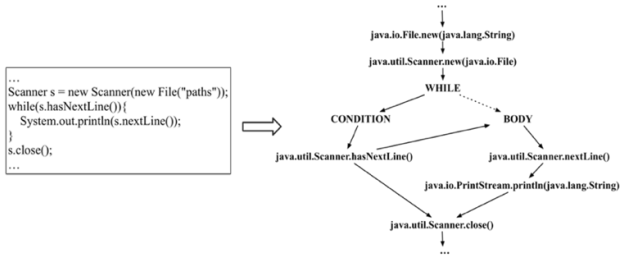 ...
Scanner s = new Scanner(new File("paths"));
while(s.hasNextLine()){
System.out.println(s.nextLine());
}
s.close();
...
...
java.io.File.new(java.lang.String)
java.util.Scanner.new(java.io.File)
WHILE
CONDITION
BODY
java.util.Scanner.hasNextLine()
java.util.Scanner.nextLine()
java.io.PrintStream.println(java.lang.String)
java.util.Scanner.close()
...